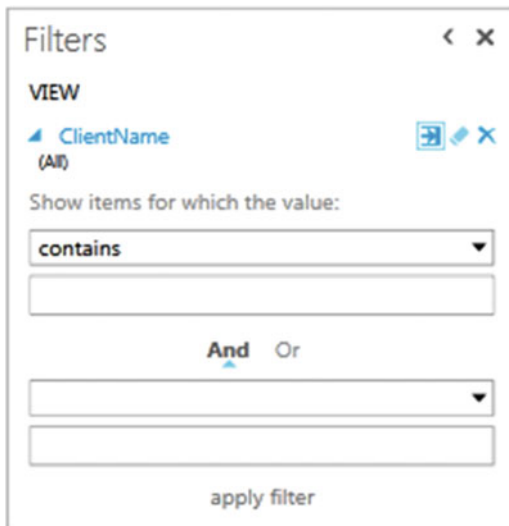 Filters
VIEW
ClientName
(All)
Show items for which the value:
contains
And Or
apply filter